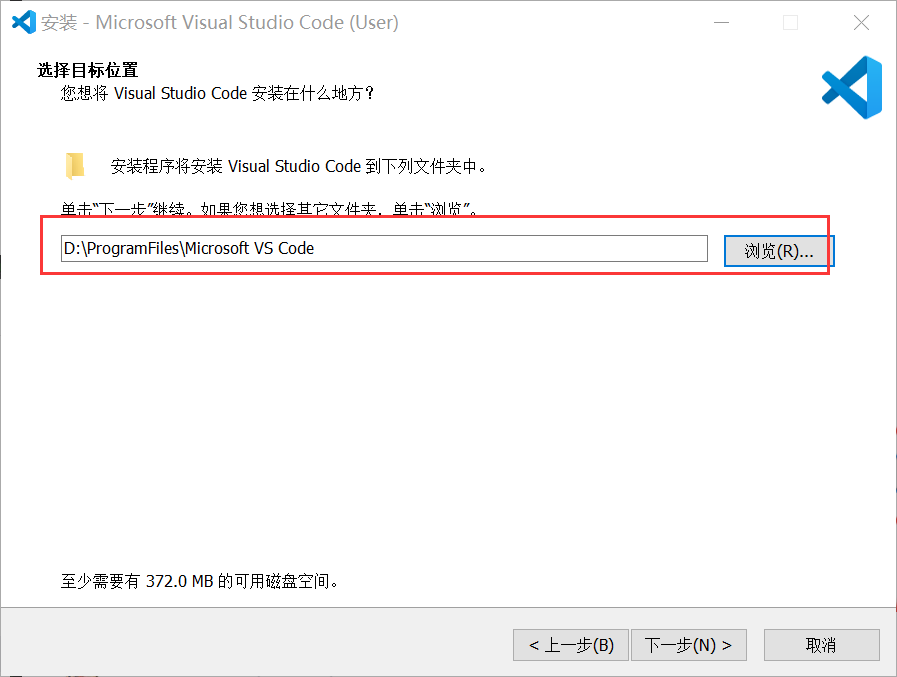 安装 - Microsoft Visual Studio Code (User)
选择目标位置
您想将 Visual Studio Code 安装在什么地方？
安装程序将安装 Visual Studio Code 到下列文件夹中。
单击“下一步”继续。如果您想选择其它文件夹，单击“浏览”。
D:\ProgramFiles\Microsoft VS Code
浏览(R)...
至少需要有 372.0 MB 的可用磁盘空间。
< 上一步(B)
下一步(N) >
取消